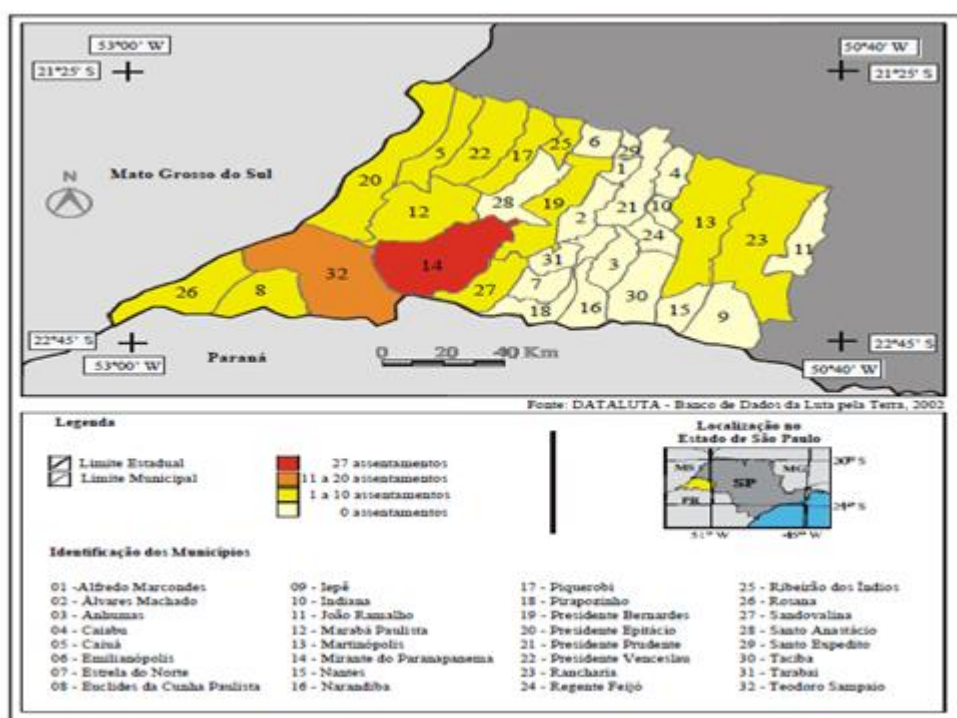 53°00' W
50°40' W
21°25' S
21°25' S
6
29
25
5
22
17
1
4
Mato Grosso do Sul
N
20
28
19
21
10
12
2
13
24
23
11
14
31
3
32
7
27
26
8
30
16
15
18
9
22°45' S
22°45' S
Paraná
0 20 40 Km
53°00' W
50°40' W
Fonte: DATALUTA - Banco de Dados da Luta pela Terra, 2002
Legenda
Localização no
Estado de São Paulo
Limite Estadual
Limite Municipal
27 assentamentos
11 a 20 assentamentos
1 a 10 assentamentos
0 assentamentos
MS
MG
SP
PR
51° W
Identificação dos Municípios
01 -Alfredo Marcondes
02 - Álvares Machado
03 - Anhumas
04 - Caiabu
05 - Caiuá
06 - Emilianópolis
07 - Estrela do Norte
08 - Euclides da Cunha Paulista
09 - Iepê
10 - Indiana
11 - João Ramalho
12 - Marabá Paulista
13 - Martinópolis
14 - Mirante do Paranapanema
15 - Nantes
16 - Narandiba
17 - Piquerobi
18 - Pirapozinho
19 - Presidente Bernardes
20 - Presidente Epitácio
21 - Presidente Prudente
22 - Presidente Venceslau
23 - Rancharia
24 - Regente Feijó
25 - Ribeirão dos Índios
26 - Rosana
27 - Sandovalina
28 - Santo Anastácio
29 - Santo Expedito
30 - Taciba
31 - Tarabai
32 - Teodoro Sampaio